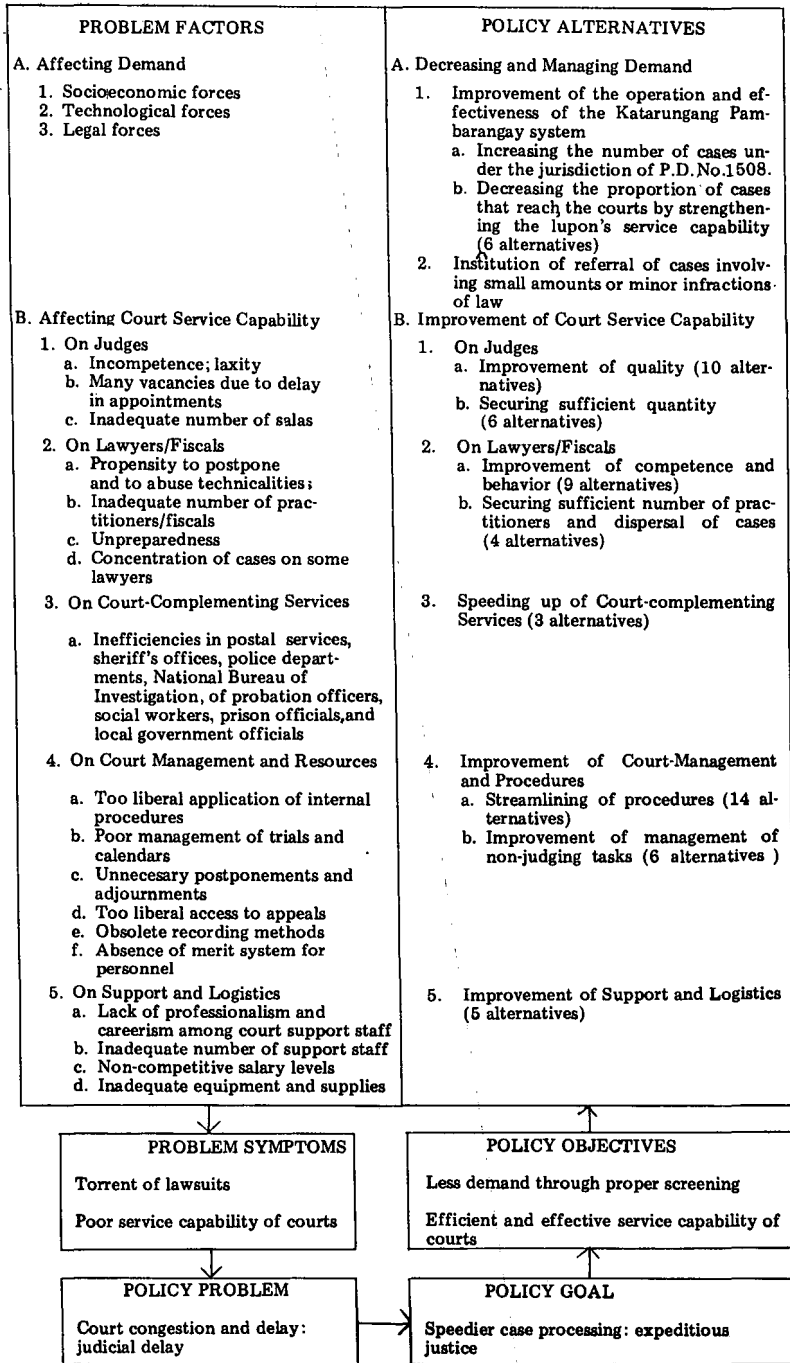 PROBLEM FACTORS
A. Affecting Demand
1. Socioeconomic forces
2. Technological forces
3. Legal forces
B. Affecting Court Service Capability
1. On Judges
a. Incompetence; laxity
b. Many vacancies due to delay
in appointments
c. Inadequate number of salas
2. On Lawyers/Fiscals
a. Propensity to postpone
and to abuse technicalities;
b. Inadequate number of prac-
titioners/fiscals
c. Unpreparedness
d. Concentration of cases on some
lawyers
3. On Court-Complementing Services
a. Inefficiencies in postal services,
sheriff's offices, police depart-
ments, National Bureau of
Investigation, of probation officers,
social workers, prison officials,and
local government officials
4. On Court Management and Resources
a. Too liberal application of internal
procedures
b. Poor management of trials and
calendars
c. Unnecesary postponements and
adjournments
d. Too liberal access to appeals
e. Obsolete recording methods
f. Absence of merit system for
personnel
5. On Support and Logistics
a. Lack of professionalism and
careerism among court support staff
b. Inadequate number of support staff
c. Non-competitive salary levels
d. Inadequate equipment and supplies
POLICY ALTERNATIVES
A. Decreasing and Managing Demand
1. Improvement of the operation and ef-
fectiveness of the Katarungang Pam-
barangay system
a. Increasing the number of cases un-
der the jurisdiction of P.D.No.1508.
b. Decreasing the proportion of cases
that reach the courts by strengthen-
ing the lupon's service capability
(6 alternatives)
2. Institution of referral of cases involv-
ing small amounts or minor infractions
of law
B. Improvement of Court Service Capability
1. On Judges
a. Improvement of quality (10 alter-
natives)
b. Securing sufficient quantity
(6 alternatives)
2. On Lawyers/Fiscals
a. Improvement of competence and
behavior (9 alternatives)
b. Securing sufficient number of prac-
titioners and dispersal of cases
(4 alternatives)
3. Speeding up of Court-complementing
Services (3 alternatives)
4. Improvement of Court-Management
and Procedures
a. Streamlining of procedures (14 al-
ternatives)
b. Improvement of management of
non-judging tasks (6 alternatives )
5. Improvement of Support and Logistics
(5 alternatives)
PROBLEM SYMPTOMS
Torrent of lawsuits
Poor service capability of courts
POLICY OBJECTIVES
Less demand through proper screening
Efficient and effective service capability of
courts
POLICY PROBLEM
Court congestion and delay:
judicial delay
POLICY GOAL
Speedier case processing: expeditious
justice